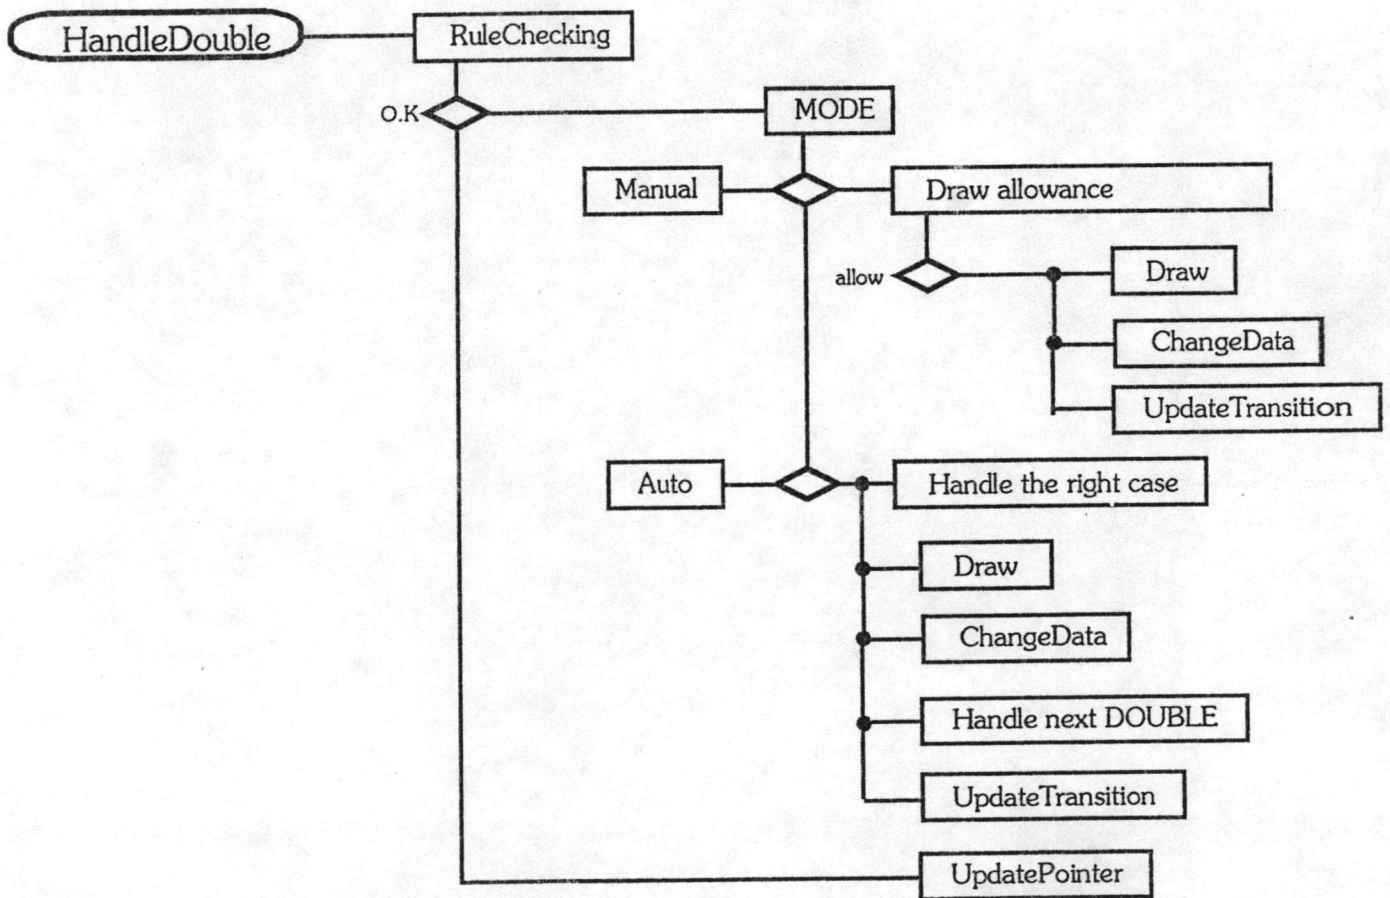 HandleDouble
RuleChecking
O.K
MODE
Manual
Draw allowance
allow
Draw
ChangeData
UpdateTransition
Auto
Handle the right case
Draw
ChangeData
Handle next DOUBLE
UpdateTransition
UpdatePointer